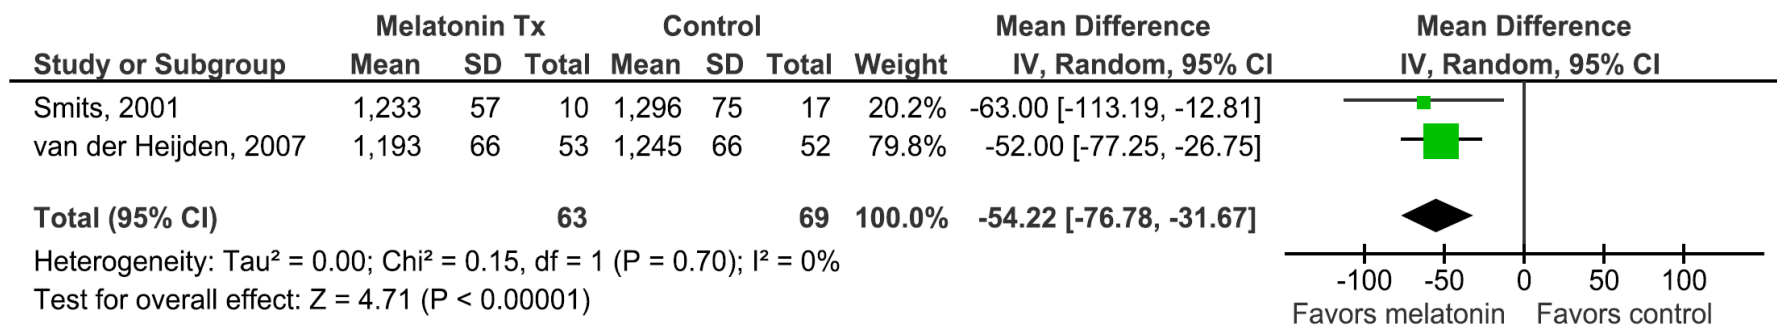 Melatonin Tx Control Mean Difference Mean Difference
Study or Subgroup Mean SD Total Mean SD Total Weight IV, Random, 95% CI IV, Random, 95% CI
Smits, 2001 1,233 57 10 1,296 75 17 20.2% -63.00 [-113.19, -12.81]
van der Heijden, 2007 1,193 66 53 1,245 66 52 79.8% -52.00 [-77.25, -26.75]
Total (95% CI) 63 69 100.0% -54.22 [-76.78, -31.67]
Heterogeneity: Tau² = 0.00; Chi² = 0.15, df = 1 (P = 0.70); I² = 0%
Test for overall effect: Z = 4.71 (P < 0.00001)
-100 -50 0 50 100
Favors melatonin Favors control